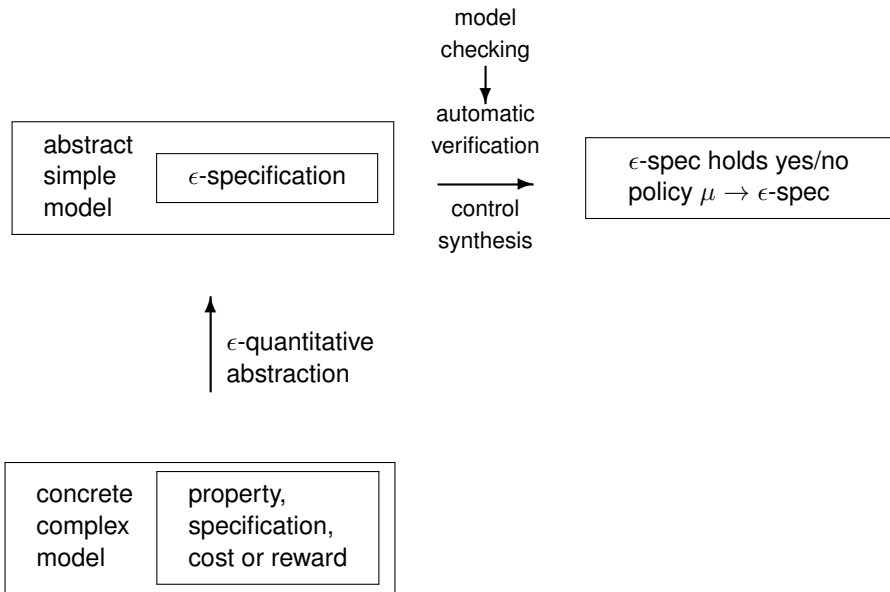 model
checking
automatic
verification
abstract
simple
model
ϵ-specification
control
synthesis
ϵ-spec holds yes/no
policy μ → ϵ-spec
ϵ-quantitative
abstraction
concrete
complex
model
property,
specification,
cost or reward